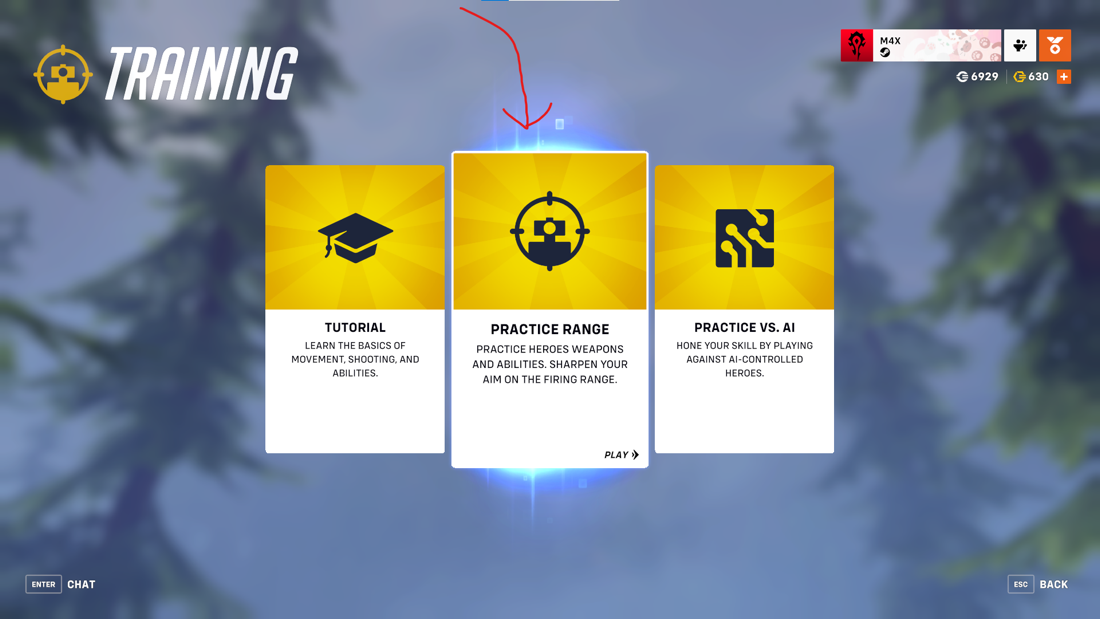 TRAINING
M4X
6929
630
TUTORIAL
LEARN THE BASICS OF
MOVEMENT, SHOOTING, AND
ABILITIES.
PRACTICE RANGE
PRACTICE HEROES WEAPONS
AND ABILITIES. SHARPEN YOUR
AIM ON THE FIRING RANGE.
PLAY
PRACTICE VS. AI
HONE YOUR SKILL BY PLAYING
AGAINST AI-CONTROLLED
HEROES.
ENTER CHAT
ESC BACK